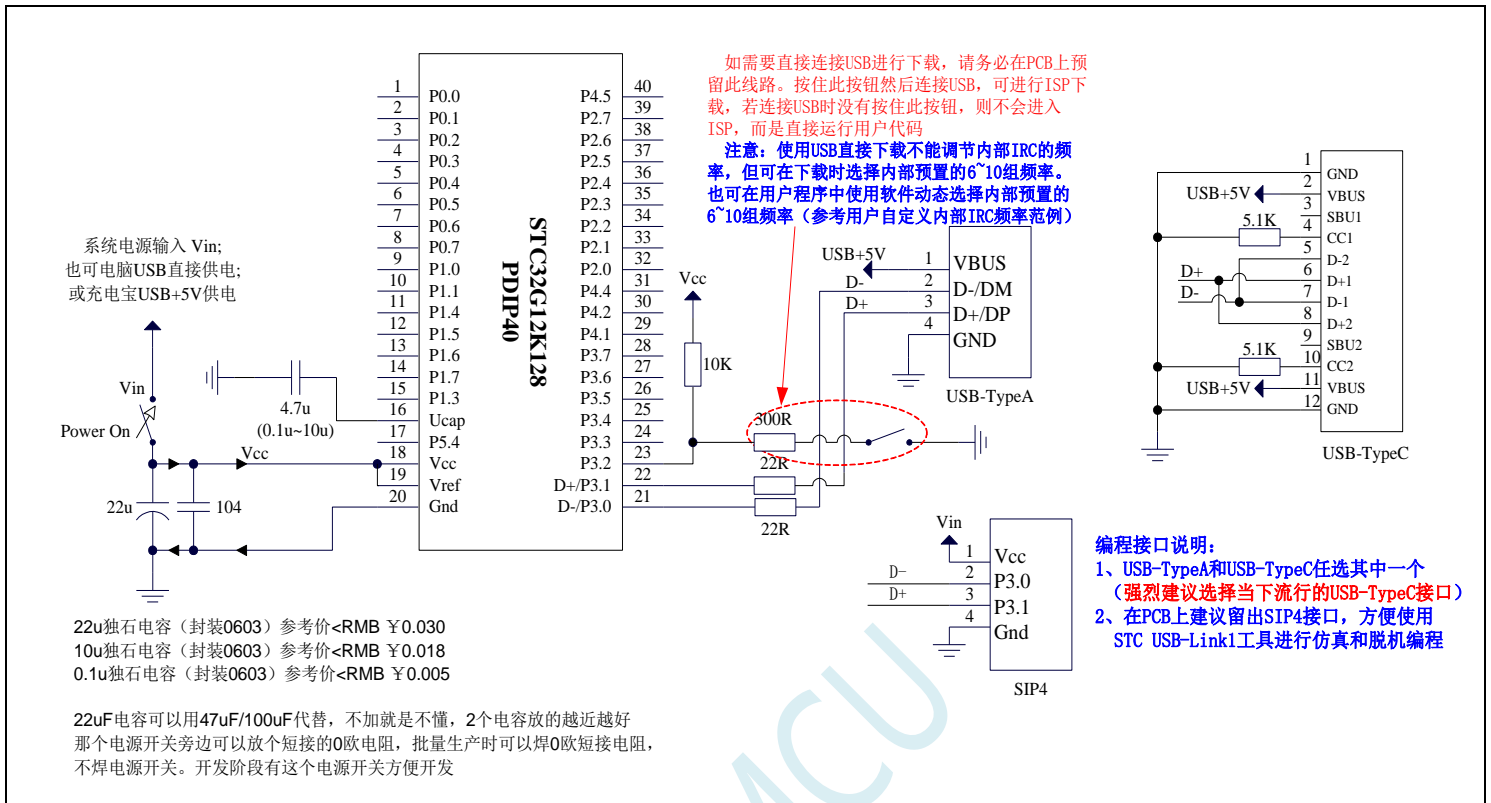 如需要直接连接USB进行下载，请务必在PCB上预
留此线路。按住此按钮然后连接USB，可进行ISP下
载，若连接USB时没有按住此按钮，则不会进入
ISP，而是直接运行用户代码
注意：使用USB直接下载不能调节内部IRC的频
率，但可在下载时选择内部预置的6~10组频率。
也可在用户程序中使用软件动态选择内部预置的
6~10组频率（参考用户自定义内部IRC频率范例）
系统电源输入 Vin;
也可电脑USB直接供电;
或充电宝USB+5V供电
Vin
Power On
Vcc
22u
104
4.7u
(0.1u~10u)
STC32G12K128
PDIP40
1 P0.0
2 P0.1
3 P0.2
4 P0.3
5 P0.4
6 P0.5
7 P0.6
8 P0.7
9 P1.0
10 P1.1
11 P1.4
12 P1.5
13 P1.6
14 P1.7
15 P1.3
16 Ucap
17 P5.4
18 Vcc
19 Vref
20 Gnd
P4.5 40
P2.7 39
P2.6 38
P2.5 37
P2.4 36
P2.3 35
P2.2 34
P2.1 33
P2.0 32
P4.4 31
P4.2 30
P4.1 29
P3.7 28
P3.6 27
P3.5 26
P3.4 25
P3.3 24
P3.2 23
D+/P3.1 22
D-/P3.0 21
Vcc
10K
300R
22R
22R
USB+5V
D-
D+
1 VBUS
2 D-/DM
3 D+/DP
4 GND
USB-TypeA
USB+5V
5.1K
D+
D-
5.1K
USB+5V
1 GND
2 VBUS
3 SBU1
4 CC1
5 D-2
6 D+1
7 D-1
8 D+2
9 SBU2
10 CC2
11 VBUS
12 GND
USB-TypeC
Vin
D-
D+
1 Vcc
2 P3.0
3 P3.1
4 Gnd
SIP4
编程接口说明：
1、USB-TypeA和USB-TypeC任选其中一个
（强烈建议选择当下流行的USB-TypeC接口）
2、在PCB上建议留出SIP4接口，方便使用
STC USB-Link1工具进行仿真和脱机编程
22u独石电容（封装0603）参考价<RMB ￥0.030
10u独石电容（封装0603）参考价<RMB ￥0.018
0.1u独石电容（封装0603）参考价<RMB ￥0.005
22uF电容可以用47uF/100uF代替，不加就是不懂，2个电容放的越近越好
那个电源开关旁边可以放个短接的0欧电阻，批量生产时可以焊0欧短接电阻，
不焊电源开关。开发阶段有这个电源开关方便开发
MCU